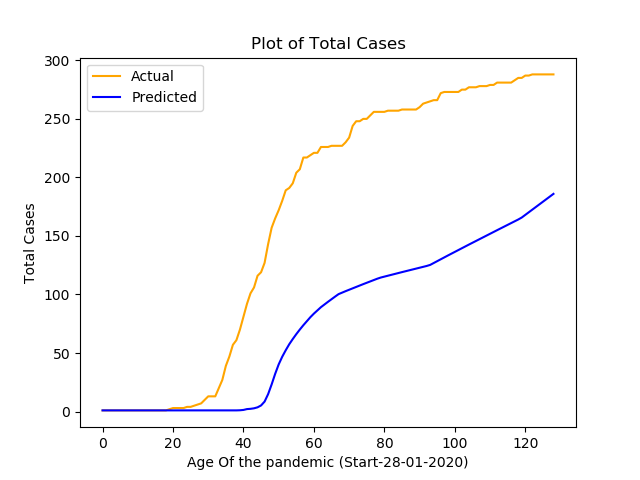 Plot of Total Cases
Actual
Predicted
300
250
200
150
100
50
0
Total Cases
0 20 40 60 80 100 120
Age Of the pandemic (Start-28-01-2020)